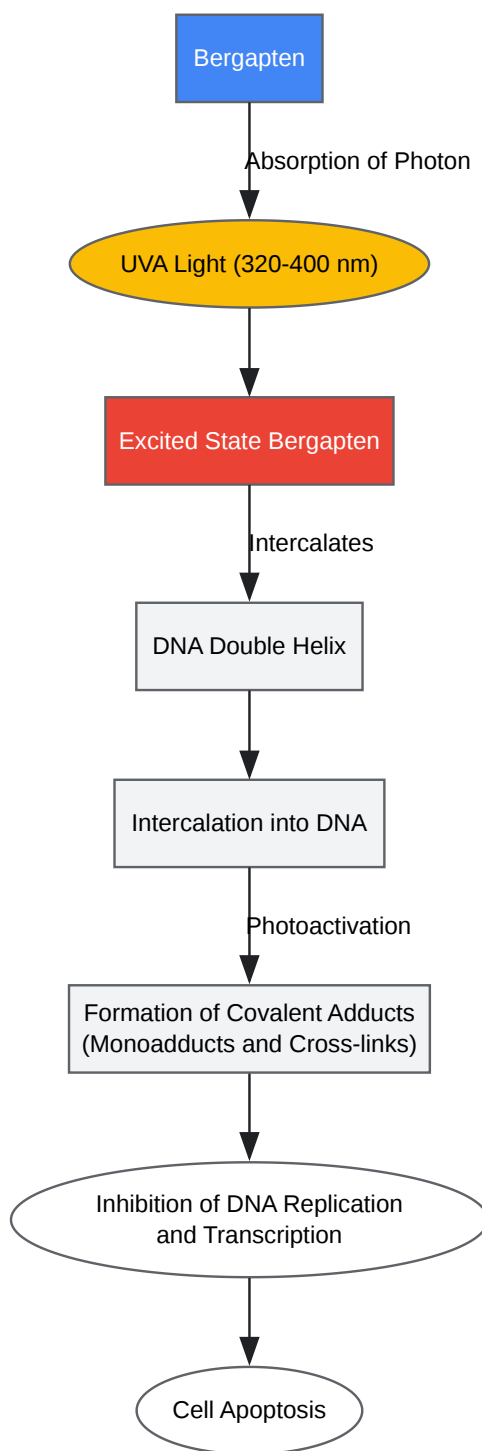 Bergapten
Absorption of Photon
UVA Light (320-400 nm)
Excited State Bergapten
Intercalates
DNA Double Helix
Intercalation into DNA
Photoactivation
Formation of Covalent Adducts
(Monoadducts and Cross-links)
Inhibition of DNA Replication
and Transcription
Cell Apoptosis